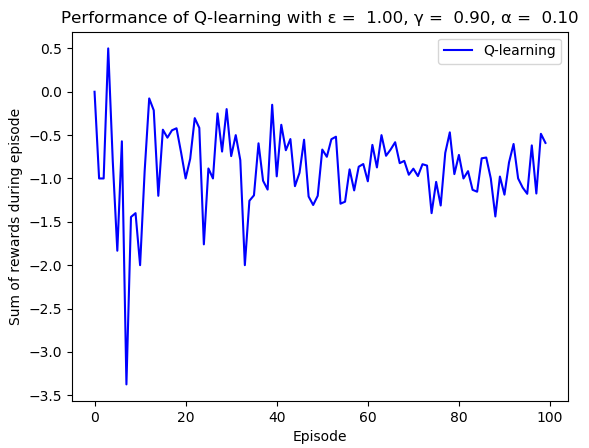 Performance of Q-learning with ε =  1.00, γ =  0.90, α =  0.10
Q-learning
Sum of rewards during episode
0.5
0.0
−0.5
−1.0
−1.5
−2.0
−2.5
−3.0
−3.5
0 20 40 60 80 100
Episode